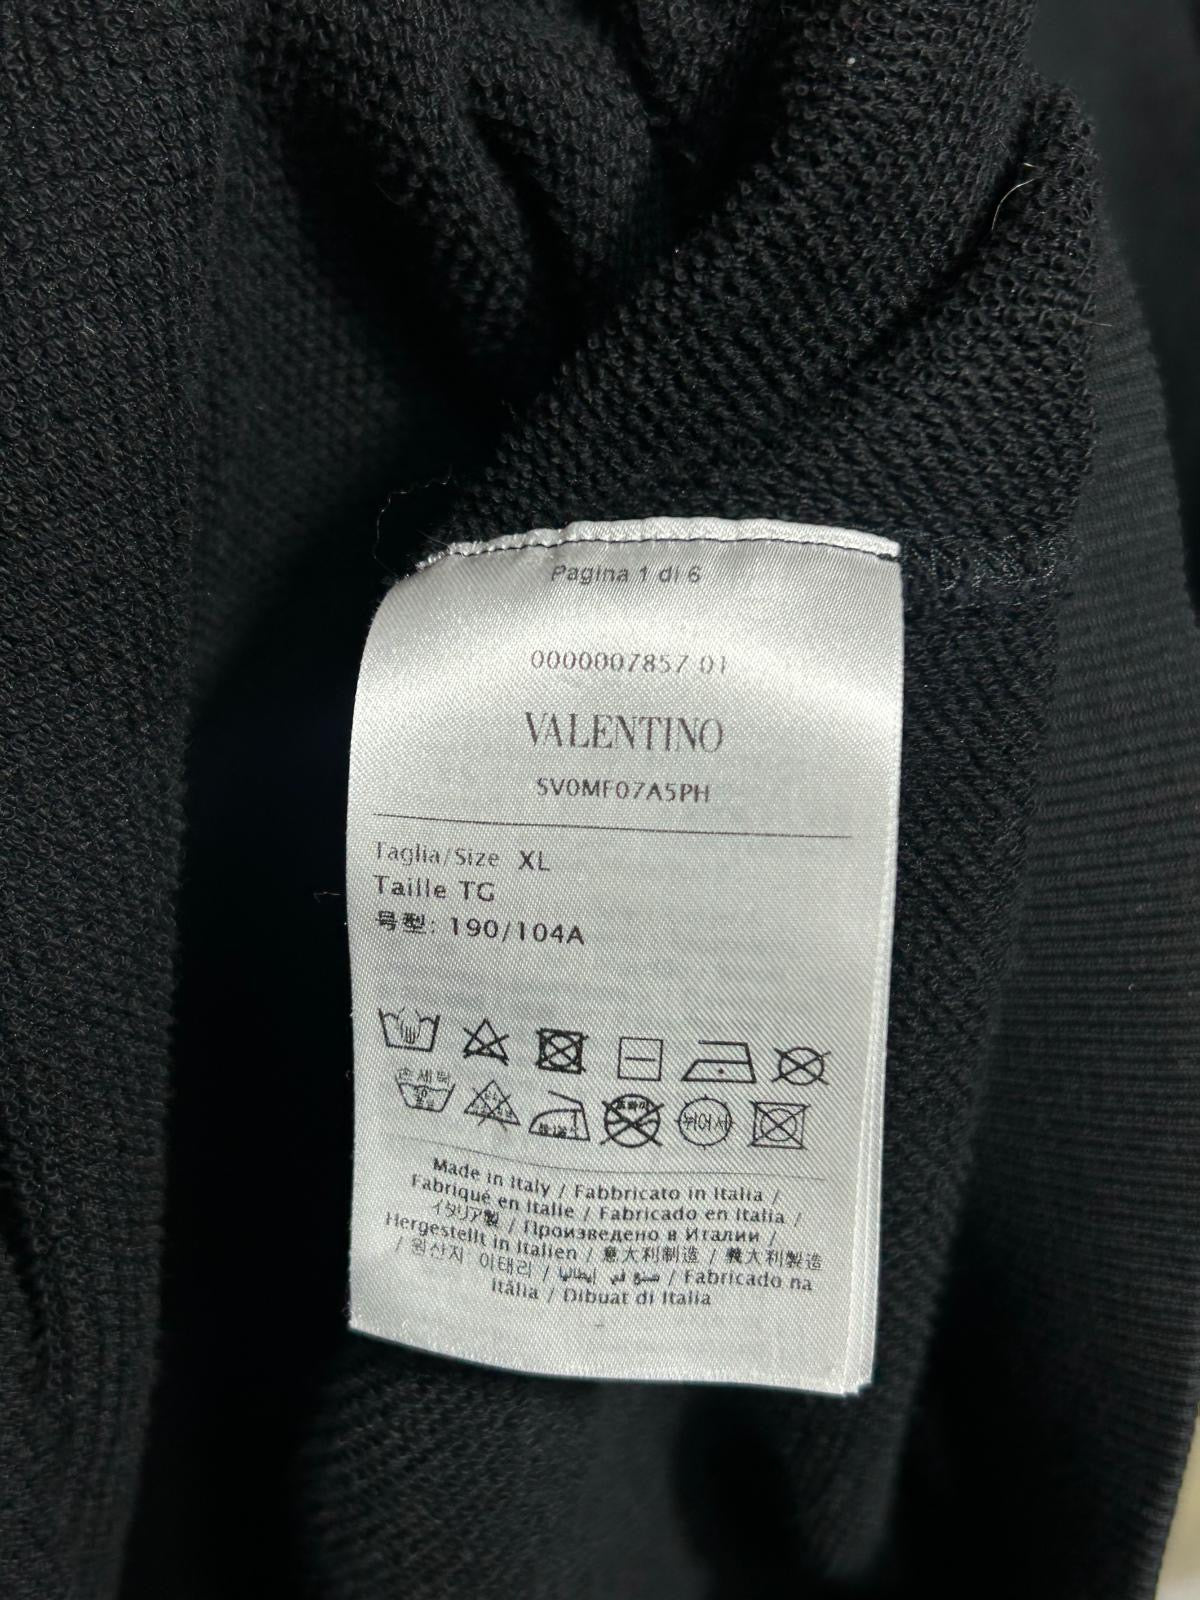 Pagina 1 di 6
0000007857 01
VALENTINO
SV0MF07A5PH
Taglia/Size XL
Taille TG
号型: 190/104A
손세탁
Made in Italy / Fabbricato in Italia /
Fabriqué en Italie / Fabricado en Italia /
イタリア製 / Произведено в Италии /
Hergestellt in Italien / 意大利制造 / 義大利製造
/ 원산지 이태리 / صنع في إيطاليا / Fabricado na
Itália / Dibuat di Italia